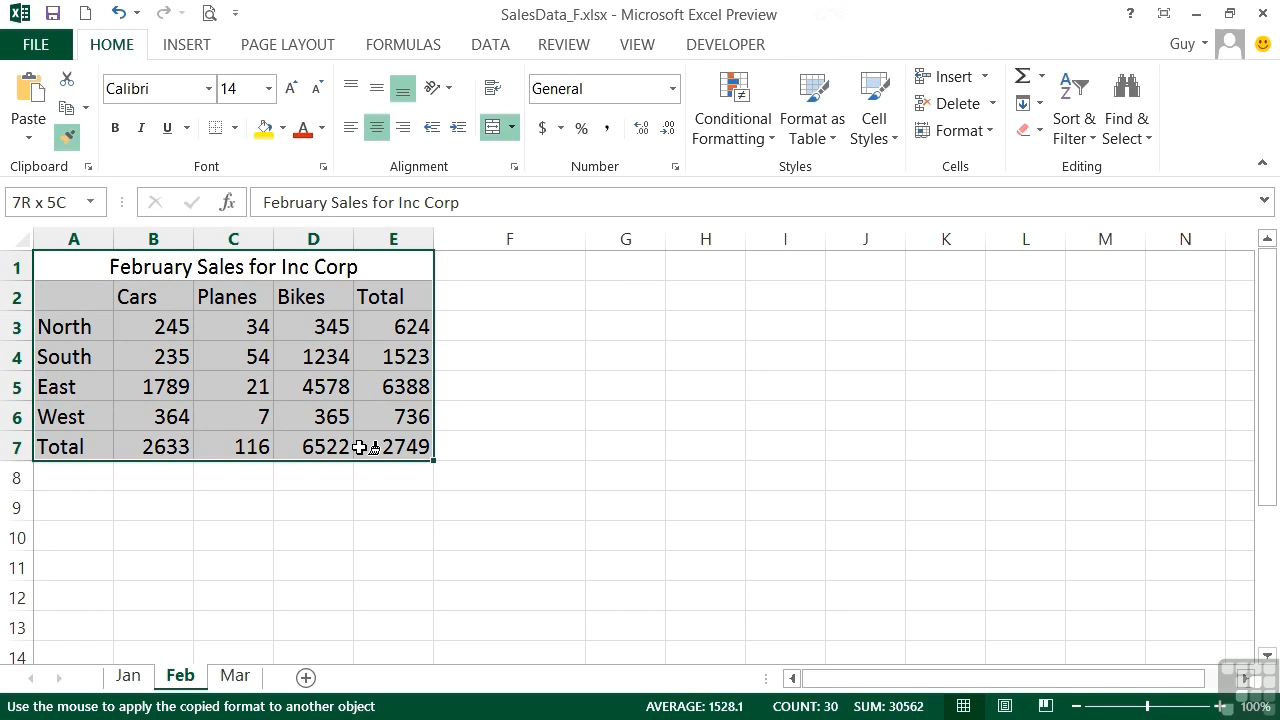 SalesData_F.xlsx - Microsoft Excel Preview
FILE HOME INSERT PAGE LAYOUT FORMULAS DATA REVIEW VIEW DEVELOPER Guy
Paste
Clipboard
Calibri 14
B I U A
Font
Alignment
General
$ % ,
Number
Conditional Formatting
Format as Table
Cell Styles
Styles
Insert
Delete
Format
Cells
Sort & Filter
Find & Select
Editing
7R x 5C fx February Sales for Inc Corp
A B C D E F G H I J K L M N
1 February Sales for Inc Corp
2 Cars Planes Bikes Total
3 North 245 34 345 624
4 South 235 54 1234 1523
5 East 1789 21 4578 6388
6 West 364 7 365 736
7 Total 2633 116 6522 2749
8
9
10
11
12
13
14
Jan Feb Mar
Use the mouse to apply the copied format to another object AVERAGE: 1528.1 COUNT: 30 SUM: 30562 100%